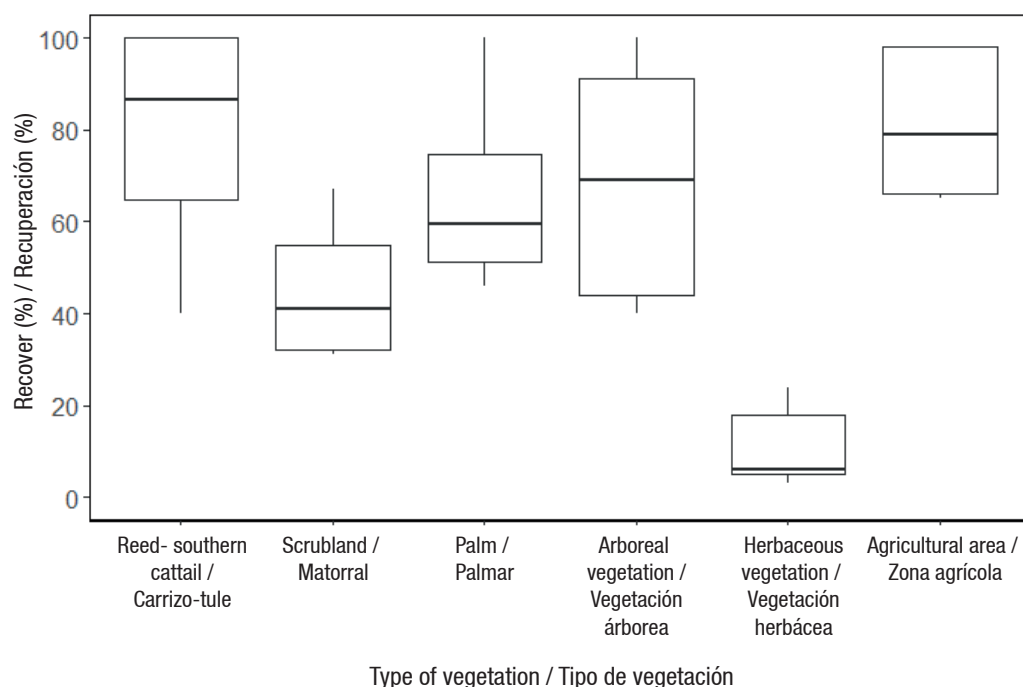 Recover (%) / Recuperación (%)
100
80
60
40
20
0
Reed- southern
cattail /
Carrizo-tule
Scrubland /
Matorral
Palm /
Palmar
Arboreal
vegetation /
Vegetación
árborea
Herbaceous
vegetation /
Vegetación
herbácea
Agricultural area /
Zona agrícola
Type of vegetation / Tipo de vegetación